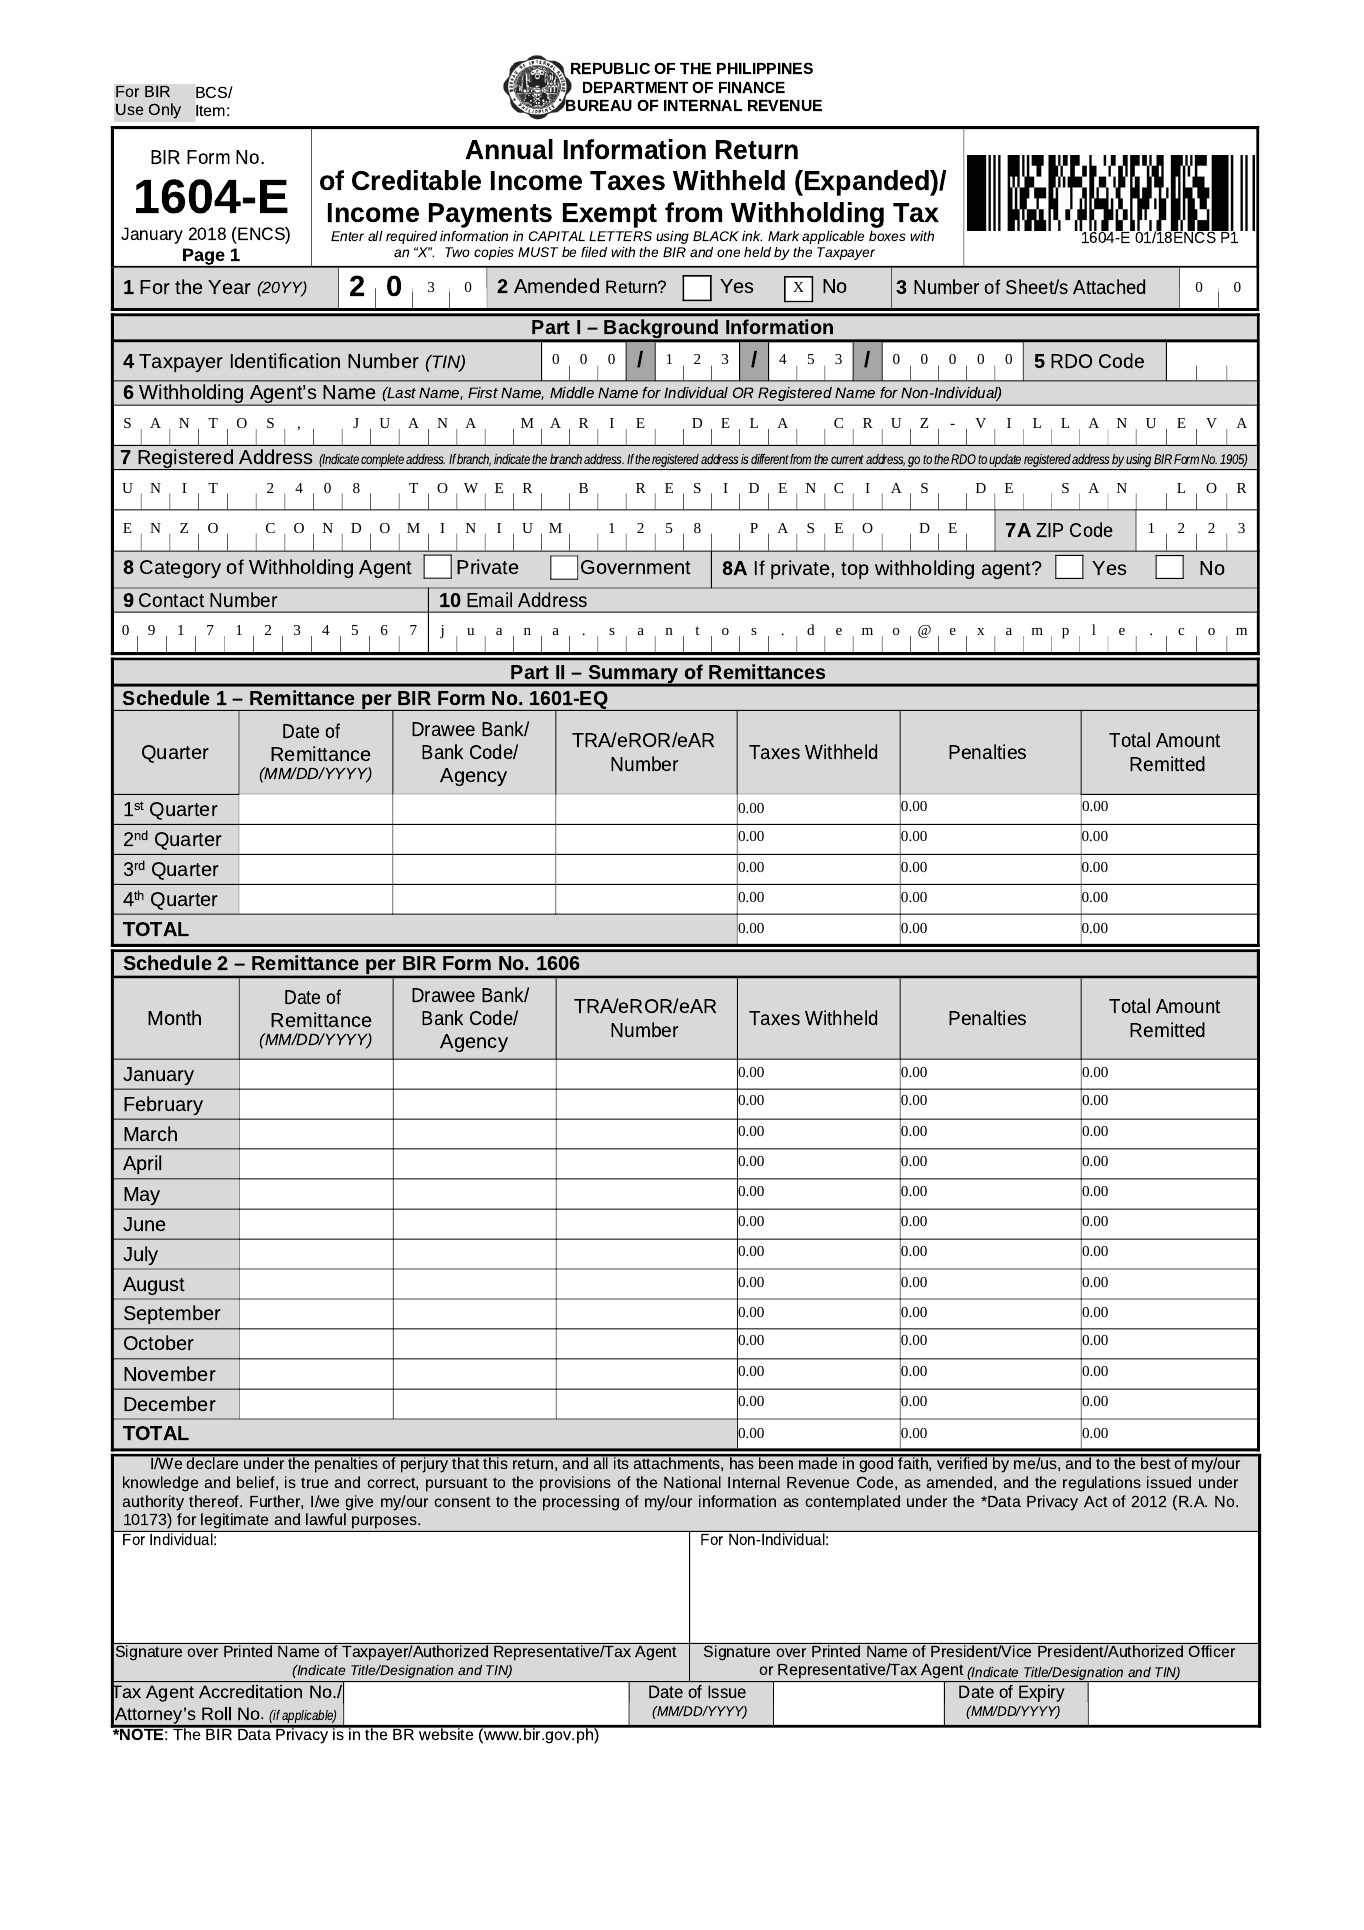 For BIR BCS/
Use Only Item:
REPUBLIC OF THE PHILIPPINES
DEPARTMENT OF FINANCE
BUREAU OF INTERNAL REVENUE
BIR Form No.
1604-E
January 2018 (ENCS)
Page 1
Annual Information Return
of Creditable Income Taxes Withheld (Expanded)/
Income Payments Exempt from Withholding Tax
Enter all required information in CAPITAL LETTERS using BLACK ink. Mark applicable boxes with
an “X”. Two copies MUST be filed with the BIR and one held by the Taxpayer
1604-E 01/18ENCS P1
1 For the Year (20YY) 2 0 3 0 2 Amended Return? Yes X No 3 Number of Sheet/s Attached 0 0
Part I – Background Information
4 Taxpayer Identification Number (TIN) 0 0 0 / 1 2 3 / 4 5 3 / 0 0 0 0 0 5 RDO Code
6 Withholding Agent’s Name (Last Name, First Name, Middle Name for Individual OR Registered Name for Non-Individual)
SANTOS, JUANA MARIE DELA CRUZ-VILLANUEVA
7 Registered Address (Indicate complete address. If branch, indicate the branch address. If the registered address is different from the current address, go to the RDO to update registered address by using BIR Form No. 1905)
UNIT 2408 TOWER B RESIDENCIAS DE SAN LOR
ENZO CONDOMINIUM 1258 PASEO DE 7A ZIP Code 1 2 2 3
8 Category of Withholding Agent Private Government 8A If private, top withholding agent? Yes No
9 Contact Number 10 Email Address
09171234567 juana.santos.demo@example.com
Part II – Summary of Remittances
Schedule 1 – Remittance per BIR Form No. 1601-EQ
Quarter Date of Remittance (MM/DD/YYYY) Drawee Bank/ Bank Code/ Agency TRA/eROR/eAR Number Taxes Withheld Penalties Total Amount Remitted
1st Quarter 0.00 0.00 0.00
2nd Quarter 0.00 0.00 0.00
3rd Quarter 0.00 0.00 0.00
4th Quarter 0.00 0.00 0.00
TOTAL 0.00 0.00 0.00
Schedule 2 – Remittance per BIR Form No. 1606
Month Date of Remittance (MM/DD/YYYY) Drawee Bank/ Bank Code/ Agency TRA/eROR/eAR Number Taxes Withheld Penalties Total Amount Remitted
January 0.00 0.00 0.00
February 0.00 0.00 0.00
March 0.00 0.00 0.00
April 0.00 0.00 0.00
May 0.00 0.00 0.00
June 0.00 0.00 0.00
July 0.00 0.00 0.00
August 0.00 0.00 0.00
September 0.00 0.00 0.00
October 0.00 0.00 0.00
November 0.00 0.00 0.00
December 0.00 0.00 0.00
TOTAL 0.00 0.00 0.00
I/We declare under the penalties of perjury that this return, and all its attachments, has been made in good faith, verified by me/us, and to the best of my/our
knowledge and belief, is true and correct, pursuant to the provisions of the National Internal Revenue Code, as amended, and the regulations issued under
authority thereof. Further, I/we give my/our consent to the processing of my/our information as contemplated under the *Data Privacy Act of 2012 (R.A. No.
10173) for legitimate and lawful purposes.
For Individual: For Non-Individual:
Signature over Printed Name of Taxpayer/Authorized Representative/Tax Agent
(Indicate Title/Designation and TIN)
Signature over Printed Name of President/Vice President/Authorized Officer
or Representative/Tax Agent (Indicate Title/Designation and TIN)
Tax Agent Accreditation No./ Date of Issue Date of Expiry
Attorney’s Roll No. (if applicable) (MM/DD/YYYY) (MM/DD/YYYY)
*NOTE: The BIR Data Privacy is in the BR website (www.bir.gov.ph)